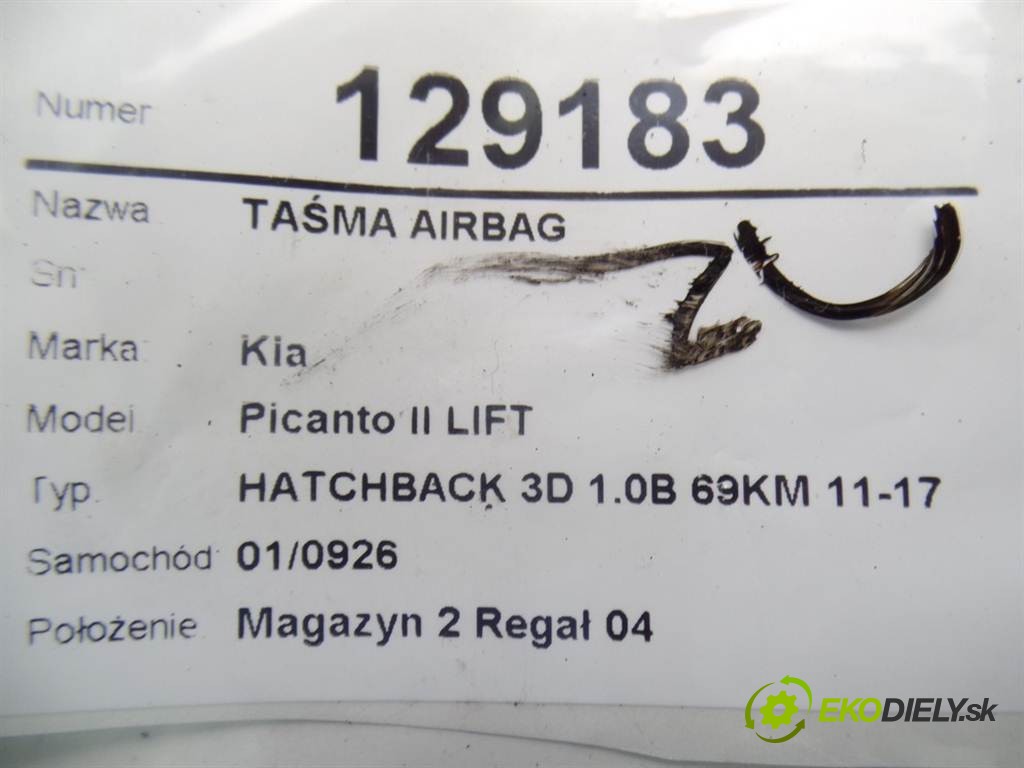 Numer 129183
Nazwa TAŚMA AIRBAG
Sn
Marka Kia
Model Picanto II LIFT
Typ. HATCHBACK 3D 1.0B 69KM 11-17
Samochód 01/0926
Położenie Magazyn 2 Regał 04
EKODIELY.sk